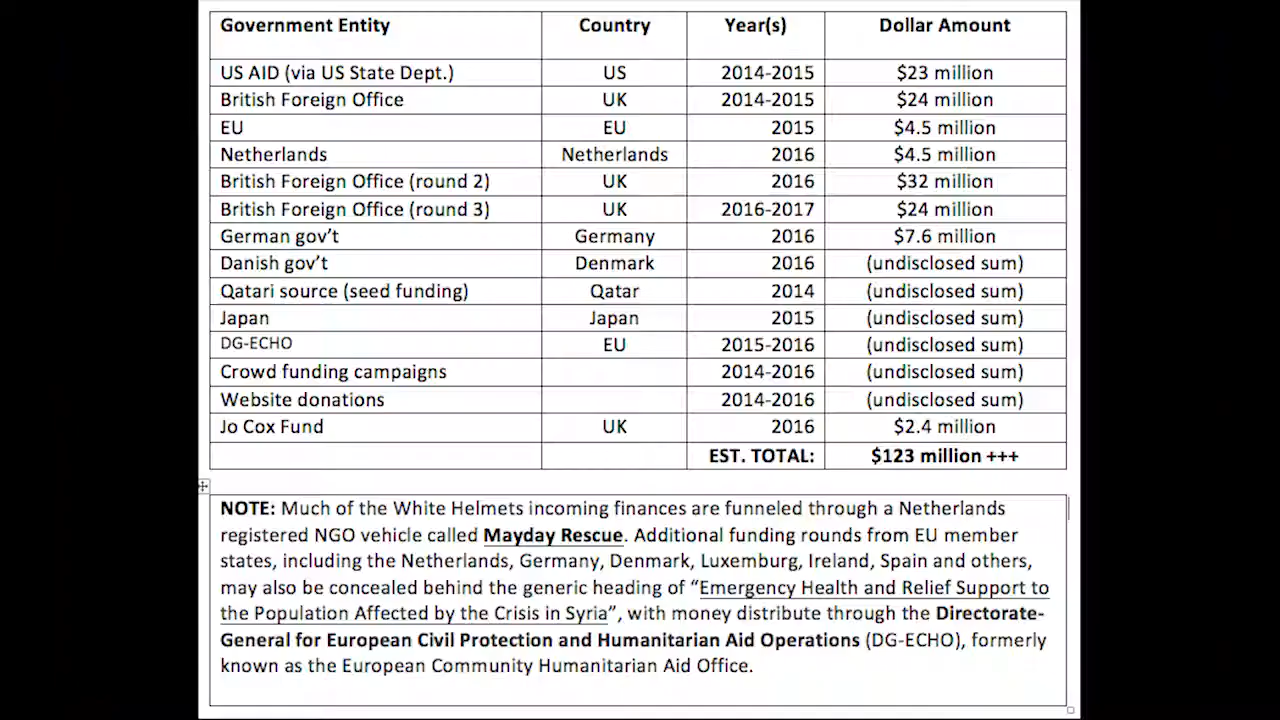 Government Entity Country Year(s) Dollar Amount
US AID (via US State Dept.) US 2014-2015 $23 million
British Foreign Office UK 2014-2015 $24 million
EU EU 2015 $4.5 million
Netherlands Netherlands 2016 $4.5 million
British Foreign Office (round 2) UK 2016 $32 million
British Foreign Office (round 3) UK 2016-2017 $24 million
German gov’t Germany 2016 $7.6 million
Danish gov’t Denmark 2016 (undisclosed sum)
Qatari source (seed funding) Qatar 2014 (undisclosed sum)
Japan Japan 2015 (undisclosed sum)
DG-ECHO EU 2015-2016 (undisclosed sum)
Crowd funding campaigns 2014-2016 (undisclosed sum)
Website donations 2014-2016 (undisclosed sum)
Jo Cox Fund UK 2016 $2.4 million
EST. TOTAL: $123 million +++
NOTE: Much of the White Helmets incoming finances are funneled through a Netherlands
registered NGO vehicle called Mayday Rescue. Additional funding rounds from EU member
states, including the Netherlands, Germany, Denmark, Luxemburg, Ireland, Spain and others,
may also be concealed behind the generic heading of “Emergency Health and Relief Support to
the Population Affected by the Crisis in Syria”, with money distribute through the Directorate-
General for European Civil Protection and Humanitarian Aid Operations (DG-ECHO), formerly
known as the European Community Humanitarian Aid Office.